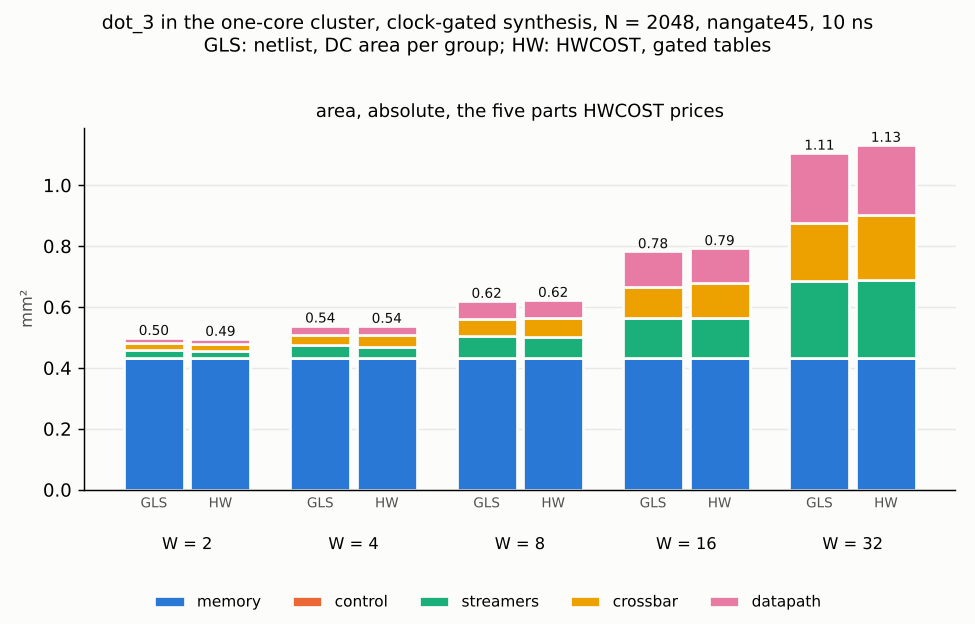 dot_3 in the one-core cluster, clock-gated synthesis, N = 2048, nangate45, 10 ns
GLS: netlist, DC area per group; HW: HWCOST, gated tables
area, absolute, the five parts HWCOST prices
mm²
1.0
0.8
0.6
0.4
0.2
0.0
0.50 0.49 0.54 0.54 0.62 0.62 0.78 0.79 1.11 1.13
GLS HW GLS HW GLS HW GLS HW GLS HW
W = 2 W = 4 W = 8 W = 16 W = 32
memory control streamers crossbar datapath